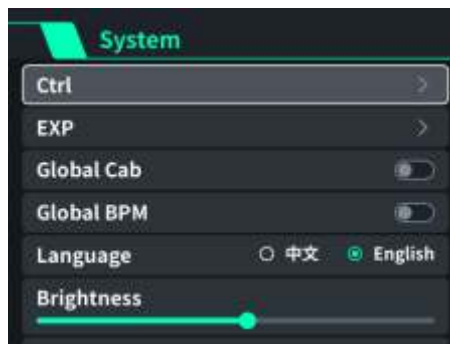 System
Ctrl
EXP
Global Cab
Global BPM
Language 中文 English
Brightness